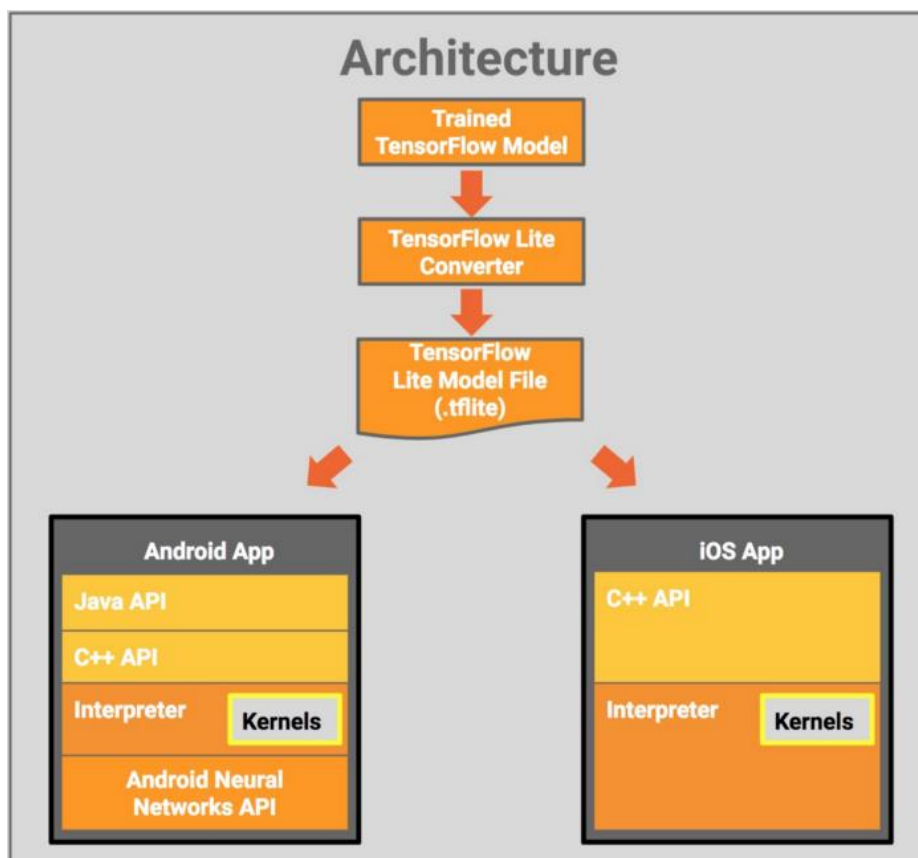 Architecture
Trained
TensorFlow Model
TensorFlow Lite
Converter
TensorFlow
Lite Model File
(.tflite)
Android App
Java API
C++ API
Interpreter
Kernels
Android Neural
Networks API
iOS App
C++ API
Interpreter
Kernels